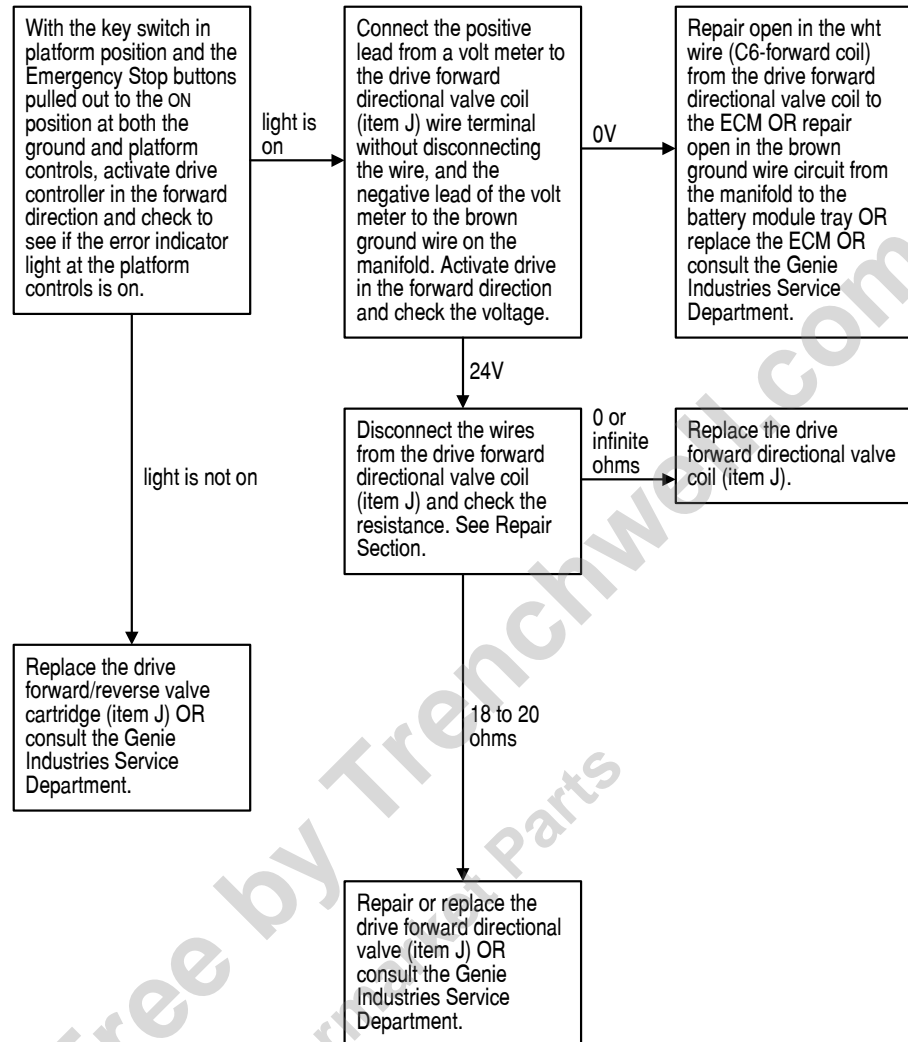 With the key switch in
platform position and the
Emergency Stop buttons
pulled out to the ON
position at both the
ground and platform
controls, activate drive
controller in the forward
direction and check to
see if the error indicator
light at the platform
controls is on.
light is
on
Connect the positive
lead from a volt meter to
the drive forward
directional valve coil
(item J) wire terminal
without disconnecting
the wire, and the
negative lead of the volt
meter to the brown
ground wire on the
manifold. Activate drive
in the forward direction
and check the voltage.
0V
Repair open in the wht
wire (C6-forward coil)
from the drive forward
directional valve coil to
the ECM OR repair
open in the brown
ground wire circuit from
the manifold to the
battery module tray OR
replace the ECM OR
consult the Genie
Industries Service
Department.
24V
light is not on
Disconnect the wires
from the drive forward
directional valve coil
(item J) and check the
resistance. See Repair
Section.
0 or
infinite
ohms
Replace the drive
forward directional valve
coil (item J).
Replace the drive
forward/reverse valve
cartridge (item J) OR
consult the Genie
Industries Service
Department.
18 to 20
ohms
Repair or replace the
drive forward directional
valve (item J) OR
consult the Genie
Industries Service
Department.
Free by Trenchwell.com
Parts